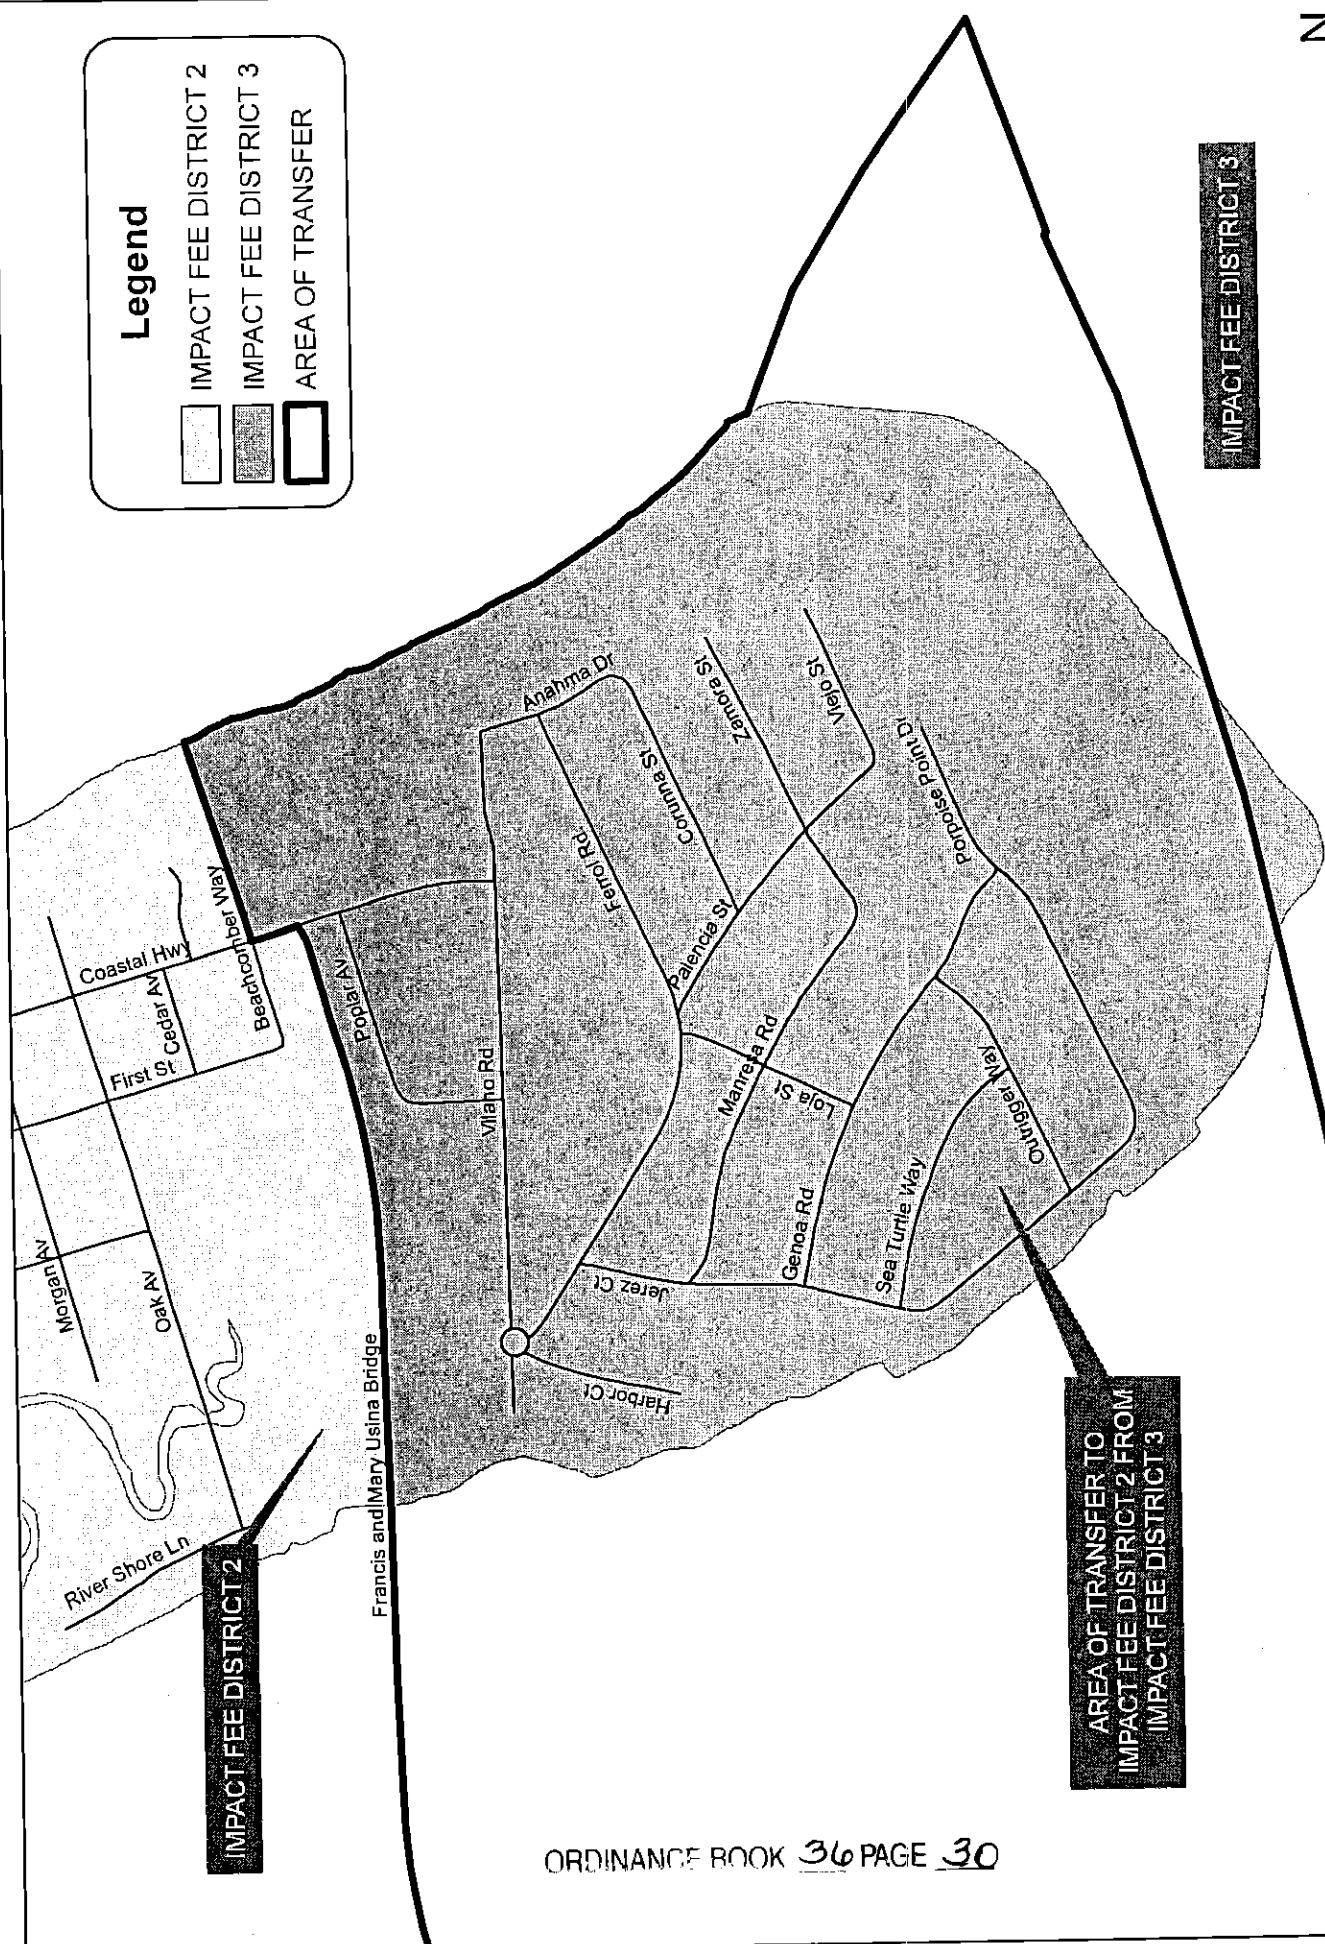 Legend
IMPACT FEE DISTRICT 2
IMPACT FEE DISTRICT 3
AREA OF TRANSFER
N
IMPACT FEE DISTRICT 3
Coastal Hwy
Cedar Av
First St
Beachcomber Way
Morgan Av
Oak Av
River Shore Ln
IMPACT FEE DISTRICT 2
Francis and Mary Usina Bridge
Poplar Av
Vilano Rd
Anahma Dr
Ferrol Rd
Corunna St
Zamora St
Viejo St
Palencia St
Porpoise Point Dr
Manresa Rd
Loja St
Genoa Rd
Outrigger Way
Sea Turtle Way
Jerez Ct
Harbor Ct
AREA OF TRANSFER TO
IMPACT FEE DISTRICT 2 FROM
IMPACT FEE DISTRICT 3
ORDINANCE BOOK 36 PAGE 30